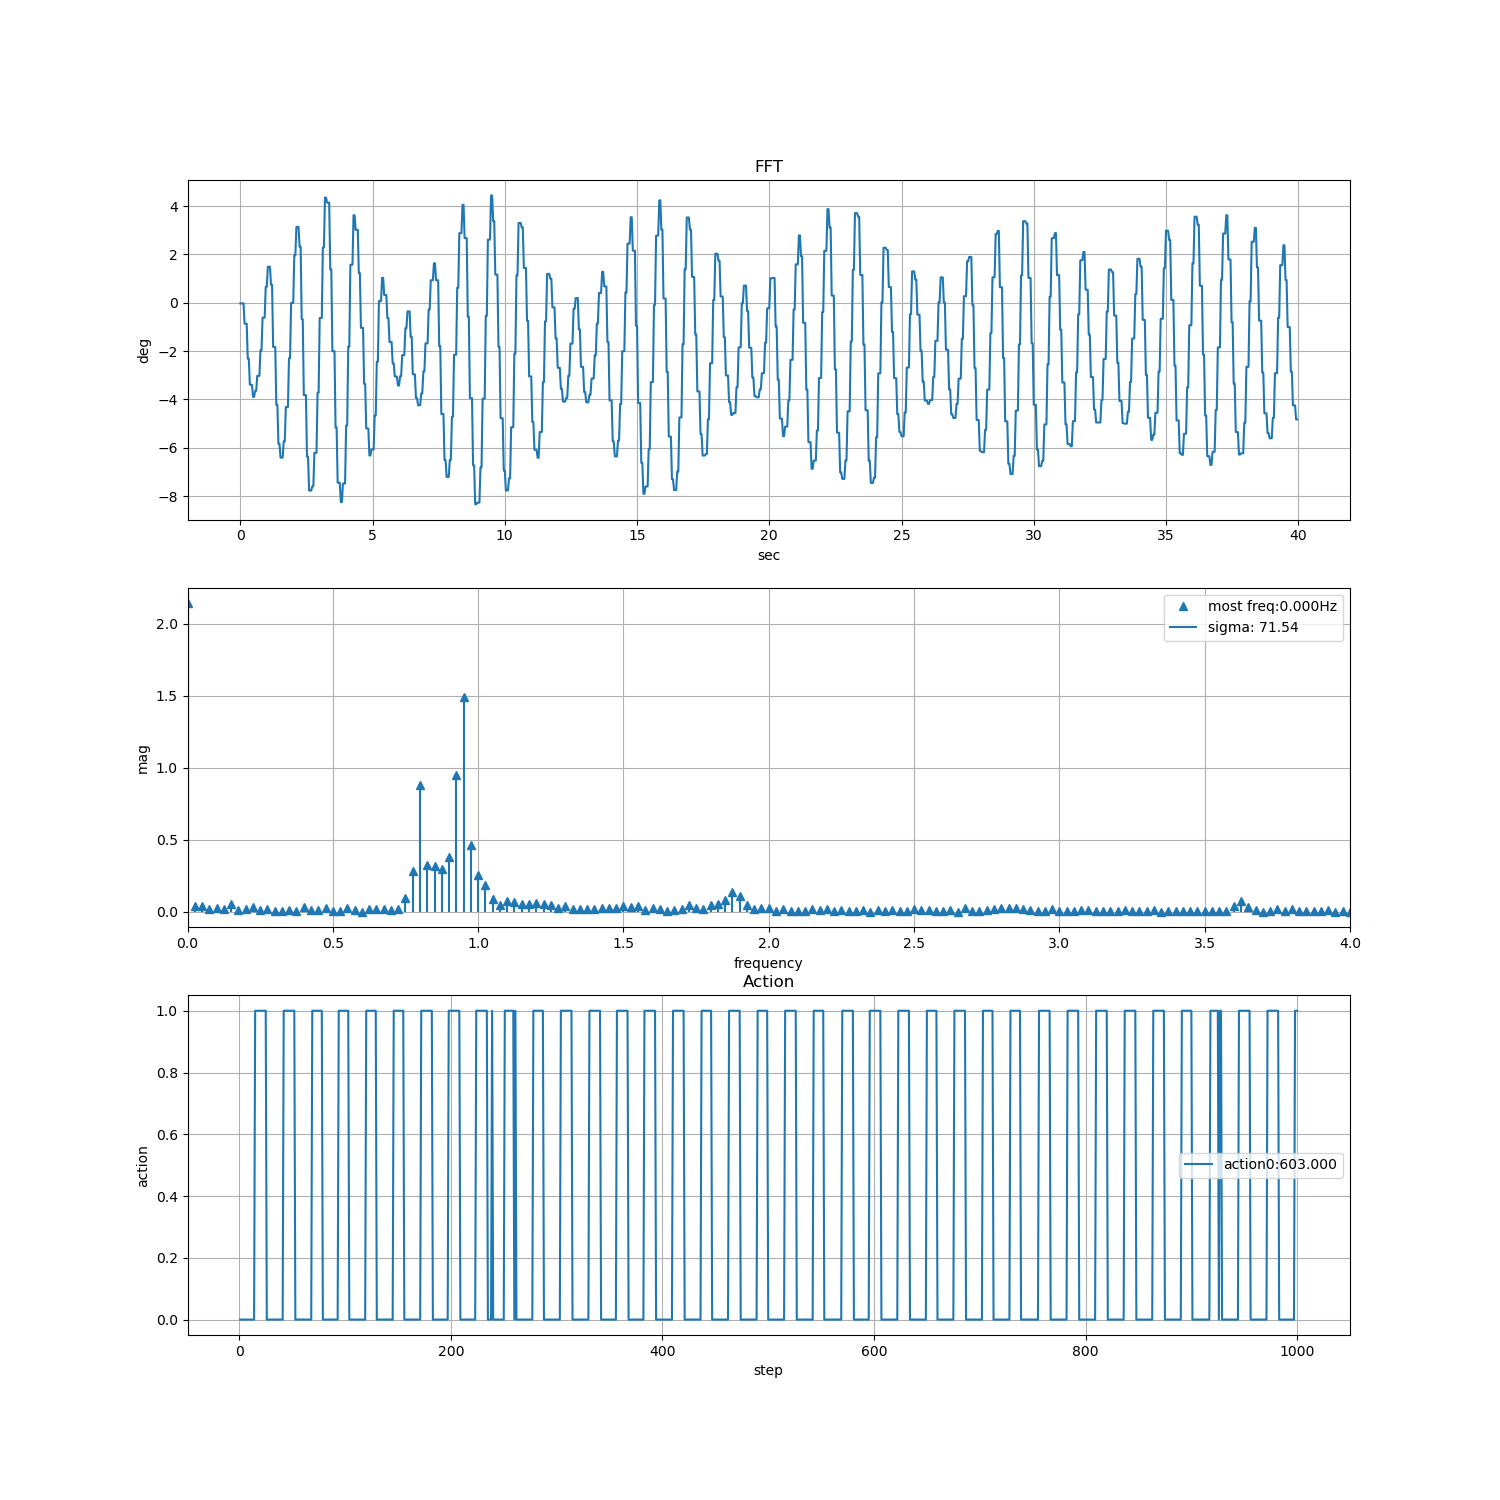 FFT
4
2
0
−2
−4
−6
−8
deg
0 5 10 15 20 25 30 35 40
sec
most freq:0.000Hz
sigma: 71.54
2.0
1.5
1.0
0.5
0.0
mag
0.0 0.5 1.0 1.5 2.0 2.5 3.0 3.5 4.0
frequency
Action
1.0
0.8
0.6
0.4
0.2
0.0
action
action0:603.000
0 200 400 600 800 1000
step